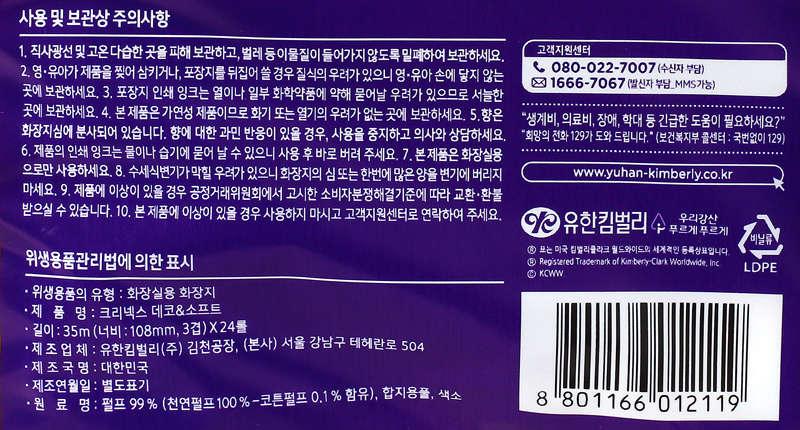 사용 및 보관상 주의사항
1. 직사광선 및 고온 다습한 곳을 피해 보관하고, 벌레 등 이물질이 들어가지 않도록 밀폐하여 보관하세요.
2. 영·유아가 제품을 찢어 삼키거나, 포장지를 뒤집어 쓸 경우 질식의 우려가 있으니 영·유아 손에 닿지 않는
곳에 보관하세요. 3. 포장지 인쇄 잉크는 열이나 일부 화학약품에 약해 묻어날 우려가 있으므로 서늘한
곳에 보관하세요. 4. 본 제품은 가연성 제품이므로 화기 또는 열기의 우려가 없는 곳에 보관하세요. 5. 향은
화장지심에 분사되어 있습니다. 향에 대한 과민 반응이 있을 경우, 사용을 중지하고 의사와 상담하세요.
6. 제품의 인쇄 잉크는 물이나 습기에 묻어 날 수 있으니 사용 후 바로 버려 주세요. 7. 본 제품은 화장실용
으로만 사용하세요. 8. 수세식변기가 막힐 우려가 있으니 화장지의 심 또는 한번에 많은 양을 변기에 버리지
마세요. 9. 제품에 이상이 있을 경우 공정거래위원회에서 고시한 소비자분쟁해결기준에 따라 교환·환불
받으실 수 있습니다. 10. 본 제품에 이상이 있을 경우 사용하지 마시고 고객지원센터로 연락하여 주세요.
위생용품관리법에 의한 표시
· 위생용품의 유형 : 화장실용 화장지
· 제 품 명 : 크리넥스 데코&소프트
· 길이 : 35m (너비 : 108mm, 3겹) X 24롤
· 제 조 업 체 : 유한킴벌리(주) 김천공장, (본사) 서울 강남구 테헤란로 504
· 제 조 국 명 : 대한민국
· 제조연월일 : 별도표기
· 원 료 명 : 펄프 99% (천연펄프100%-코튼펄프 0.1% 함유), 합지용풀, 색소
고객지원센터
080-022-7007 (수신자 부담)
1666-7067 (발신자 부담_MMS가능)
"생계비, 의료비, 장애, 학대 등 긴급한 도움이 필요하세요?"
"희망의 전화 129가 도와 드립니다." (보건복지부 콜센터 : 국번없이 129)
www.yuhan-kimberly.co.kr
유한킴벌리
우리강산
푸르게 푸르게
® 표는 미국 킴벌리클라크 월드와이드의 세계적인 등록상표입니다.
® Registered Trademark of Kimberly-Clark Worldwide, Inc.
© KCWW
비닐류
LDPE
8 801166 012119